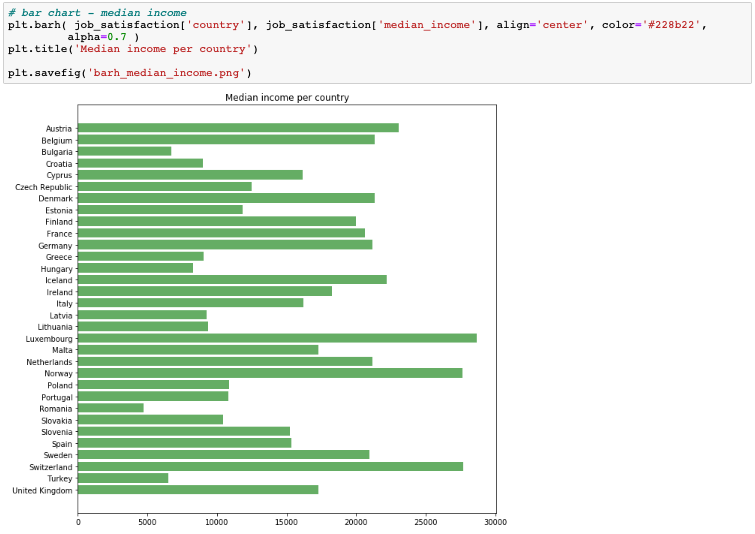 # bar chart - median income
plt.barh( job_satisfaction['country'], job_satisfaction['median_income'], align='center', color='#228b22',
alpha=0.7 )
plt.title('Median income per country')
plt.savefig('barh_median_income.png')
Median income per country
Austria
Belgium
Bulgaria
Croatia
Cyprus
Czech Republic
Denmark
Estonia
Finland
France
Germany
Greece
Hungary
Iceland
Ireland
Italy
Latvia
Lithuania
Luxembourg
Malta
Netherlands
Norway
Poland
Portugal
Romania
Slovakia
Slovenia
Spain
Sweden
Switzerland
Turkey
United Kingdom
0 5000 10000 15000 20000 25000 30000